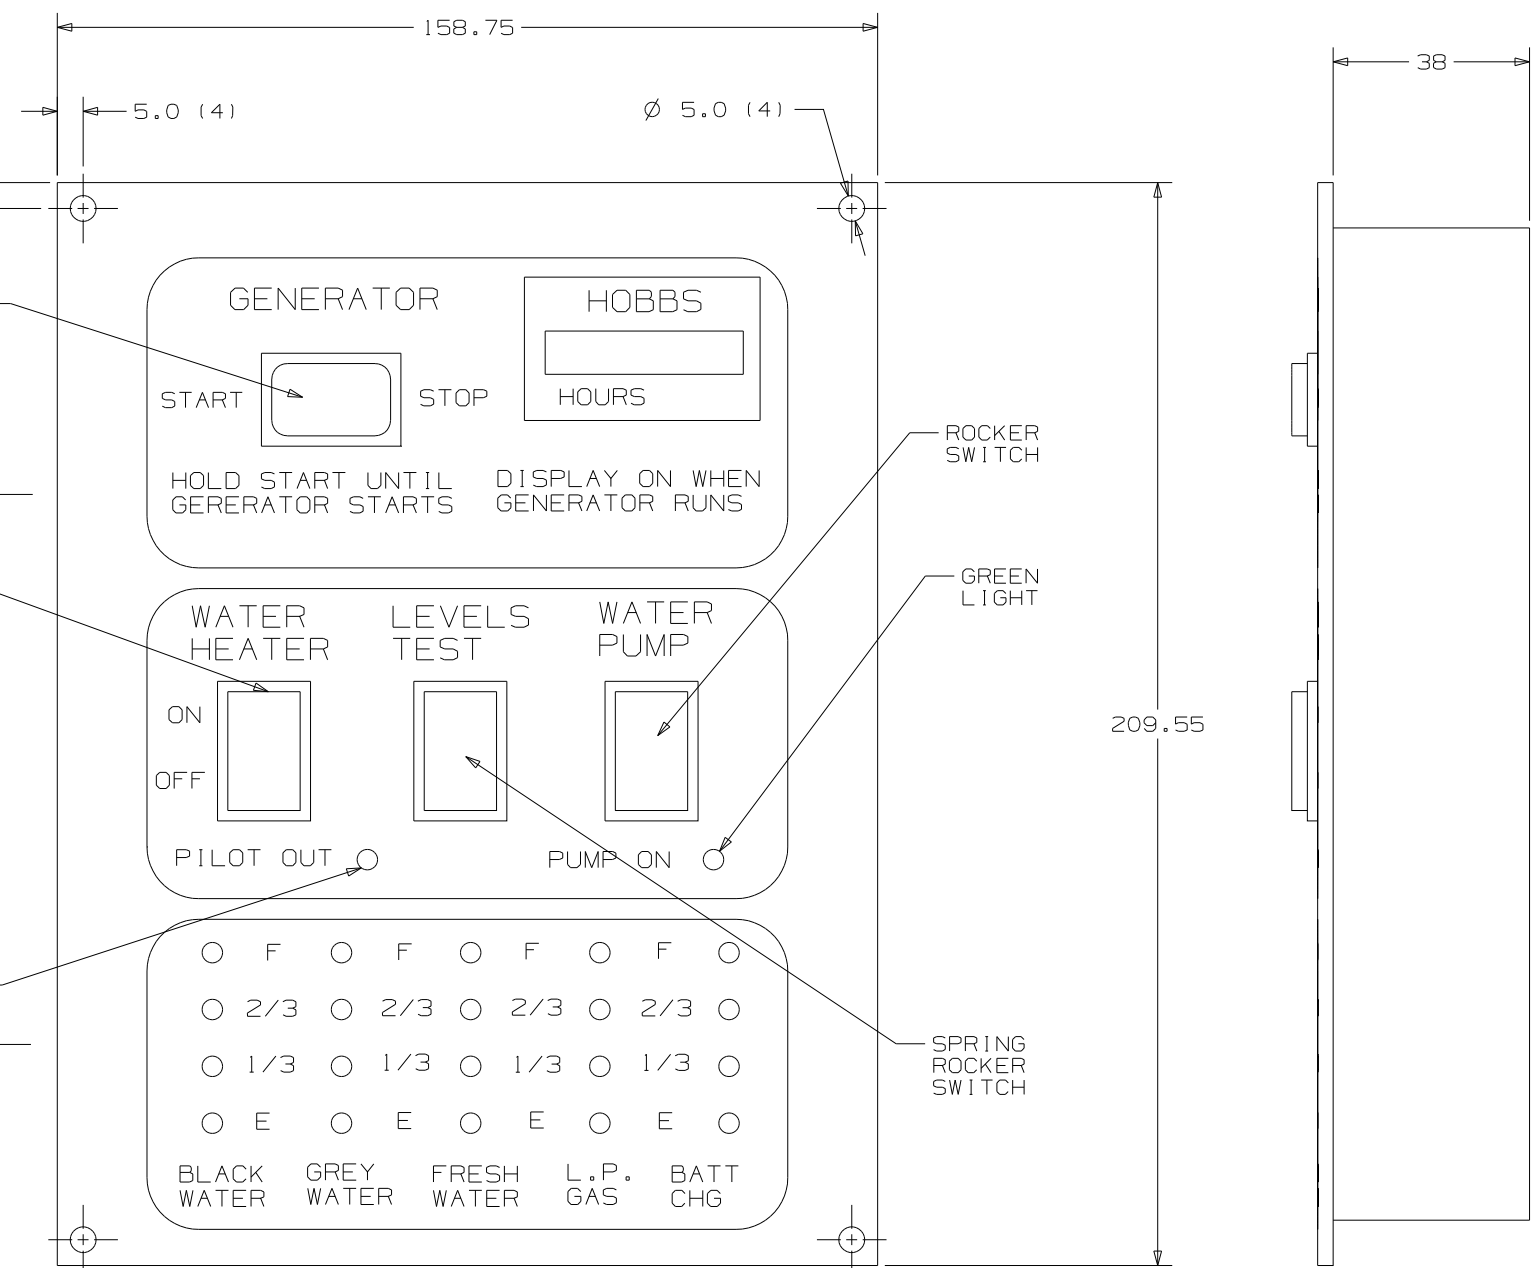 158.75
38
5.0 (4)
Ø 5.0 (4)
GENERATOR
HOBBS
START
STOP
HOURS
ROCKER
SWITCH
HOLD START UNTIL
GERERATOR STARTS
DISPLAY ON WHEN
GENERATOR RUNS
GREEN
LIGHT
WATER
HEATER
LEVELS
TEST
WATER
PUMP
ON
OFF
209.55
PILOT OUT
PUMP ON
F F F F
2/3 2/3 2/3 2/3
1/3 1/3 1/3 1/3
E E E E
SPRING
ROCKER
SWITCH
BLACK
WATER
GREY
WATER
FRESH
WATER
L.P.
GAS
BATT
CHG